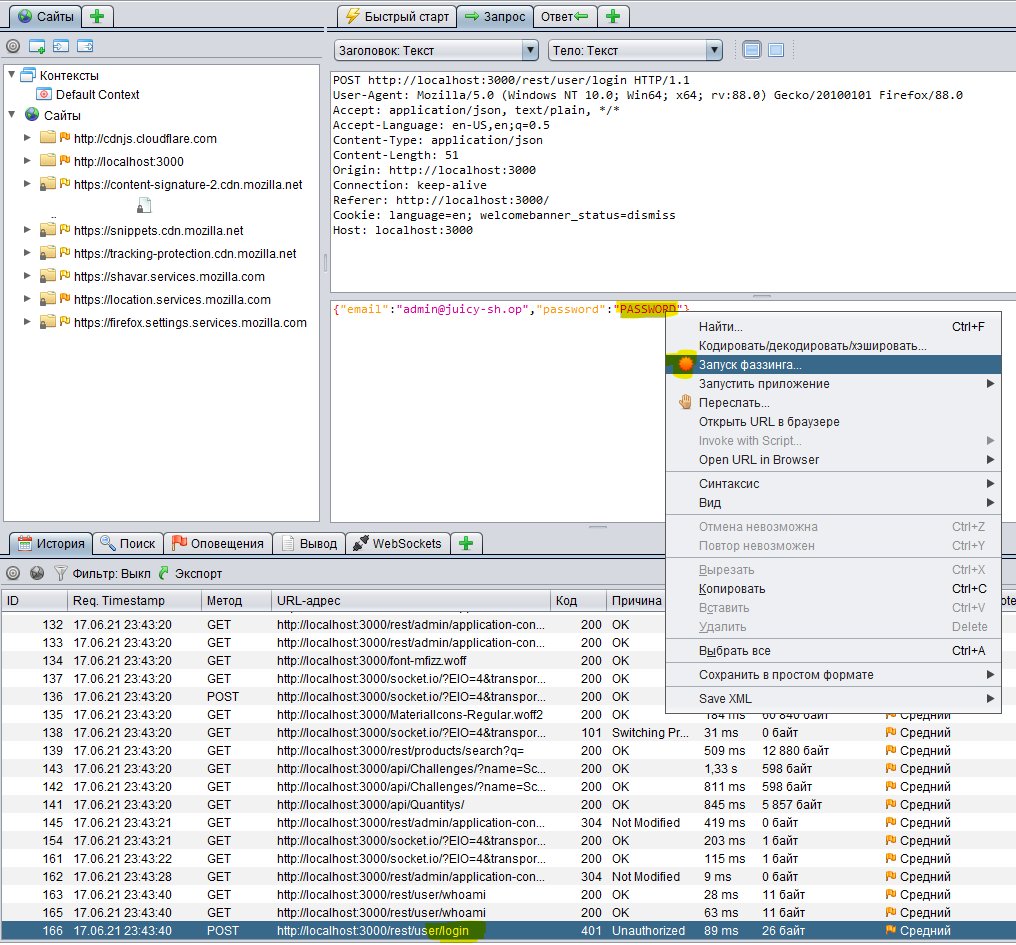 Сайты
Быстрый старт Запрос Ответ
Заголовок: Текст Тело: Текст
Контексты
Default Context
Сайты
http://cdnjs.cloudflare.com
http://localhost:3000
https://content-signature-2.cdn.mozilla.net
..
https://snippets.cdn.mozilla.net
https://tracking-protection.cdn.mozilla.net
https://shavar.services.mozilla.com
https://location.services.mozilla.com
https://firefox.settings.services.mozilla.com
POST http://localhost:3000/rest/user/login HTTP/1.1
User-Agent: Mozilla/5.0 (Windows NT 10.0; Win64; x64; rv:88.0) Gecko/20100101 Firefox/88.0
Accept: application/json, text/plain, */*
Accept-Language: en-US,en;q=0.5
Content-Type: application/json
Content-Length: 51
Origin: http://localhost:3000
Connection: keep-alive
Referer: http://localhost:3000/
Cookie: language=en; welcomebanner_status=dismiss
Host: localhost:3000
{"email":"admin@juicy-sh.op","password":"PASSWORD"}
Найти... Ctrl+F
Кодировать/декодировать/хэшировать...
Запуск фаззинга...
Запустить приложение
Переслать...
Открыть URL в браузере
Invoke with Script...
Open URL in Browser
Синтаксис
Вид
Отмена невозможна Ctrl+Z
Повтор невозможен Ctrl+Y
Вырезать Ctrl+X
Копировать Ctrl+C
Вставить Ctrl+V
Удалить Delete
Выбрать все Ctrl+A
Сохранить в простом формате
Save XML
История Поиск Оповещения Вывод WebSockets
Фильтр: Выкл Экспорт
ID Req. Timestamp Метод URL-адрес Код Причина
132 17.06.21 23:43:20 GET http://localhost:3000/rest/admin/application-con... 200 OK
133 17.06.21 23:43:20 GET http://localhost:3000/rest/admin/application-con... 200 OK
134 17.06.21 23:43:20 GET http://localhost:3000/font-mfizz.woff 200 OK
137 17.06.21 23:43:20 GET http://localhost:3000/socket.io/?EIO=4&transpor... 200 OK
136 17.06.21 23:43:20 POST http://localhost:3000/socket.io/?EIO=4&transpor... 200 OK
135 17.06.21 23:43:20 GET http://localhost:3000/MaterialIcons-Regular.woff2 200 OK 184 ms 60 840 байт Средний
138 17.06.21 23:43:20 GET http://localhost:3000/socket.io/?EIO=4&transpor... 101 Switching Pr... 31 ms 0 байт Средний
139 17.06.21 23:43:20 GET http://localhost:3000/rest/products/search?q= 200 OK 509 ms 12 880 байт Средний
143 17.06.21 23:43:20 GET http://localhost:3000/api/Challenges/?name=Sc... 200 OK 1,33 s 598 байт Средний
142 17.06.21 23:43:20 GET http://localhost:3000/api/Challenges/?name=Sc... 200 OK 811 ms 598 байт Средний
141 17.06.21 23:43:20 GET http://localhost:3000/api/Quantitys/ 200 OK 845 ms 5 857 байт Средний
145 17.06.21 23:43:21 GET http://localhost:3000/rest/admin/application-con... 304 Not Modified 419 ms 0 байт Средний
154 17.06.21 23:43:21 GET http://localhost:3000/socket.io/?EIO=4&transpor... 200 OK 203 ms 1 байт Средний
161 17.06.21 23:43:22 GET http://localhost:3000/socket.io/?EIO=4&transpor... 200 OK 115 ms 1 байт Средний
162 17.06.21 23:43:28 GET http://localhost:3000/rest/admin/application-con... 304 Not Modified 9 ms 0 байт Средний
163 17.06.21 23:43:40 GET http://localhost:3000/rest/user/whoami 200 OK 28 ms 11 байт Средний
165 17.06.21 23:43:40 GET http://localhost:3000/rest/user/whoami 200 OK 63 ms 11 байт Средний
166 17.06.21 23:43:40 POST http://localhost:3000/rest/user/login 401 Unauthorized 89 ms 26 байт Средний